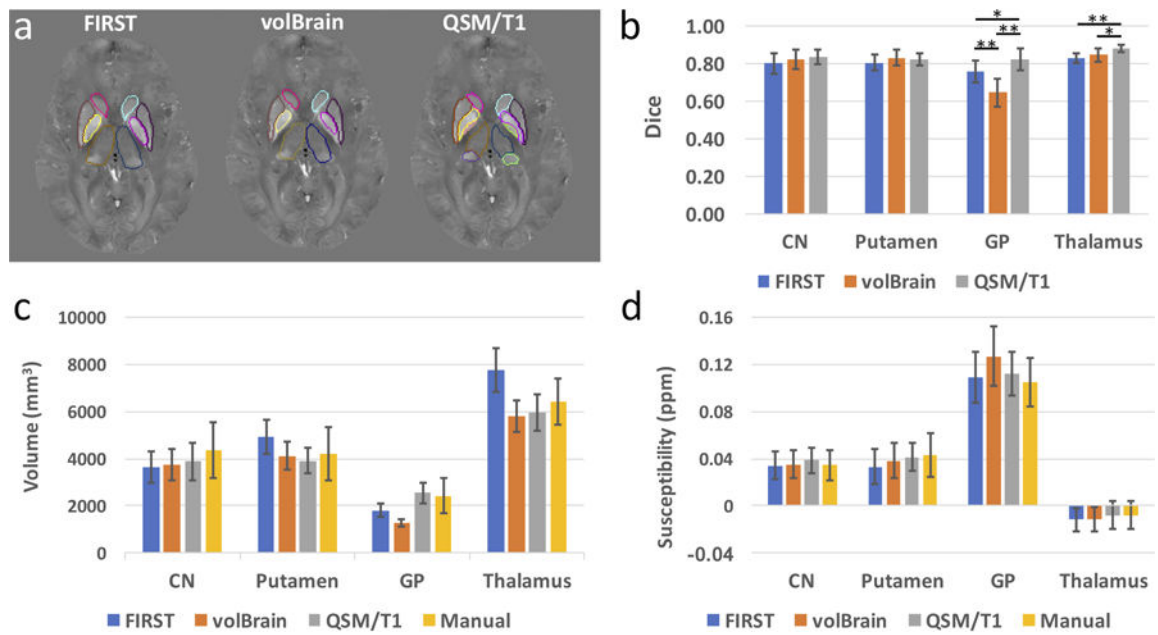 a
FIRST
volBrain
QSM/T1
b
Dice
1.00
0.80
0.60
0.40
0.20
0.00
*
**
**
**
*
CN
Putamen
GP
Thalamus
FIRST
volBrain
QSM/T1
c
Volume (mm³)
10000
8000
6000
4000
2000
0
CN
Putamen
GP
Thalamus
FIRST
volBrain
QSM/T1
Manual
d
Susceptibility (ppm)
0.16
0.12
0.08
0.04
0
-0.04
CN
Putamen
GP
Thalamus
FIRST
volBrain
QSM/T1
Manual